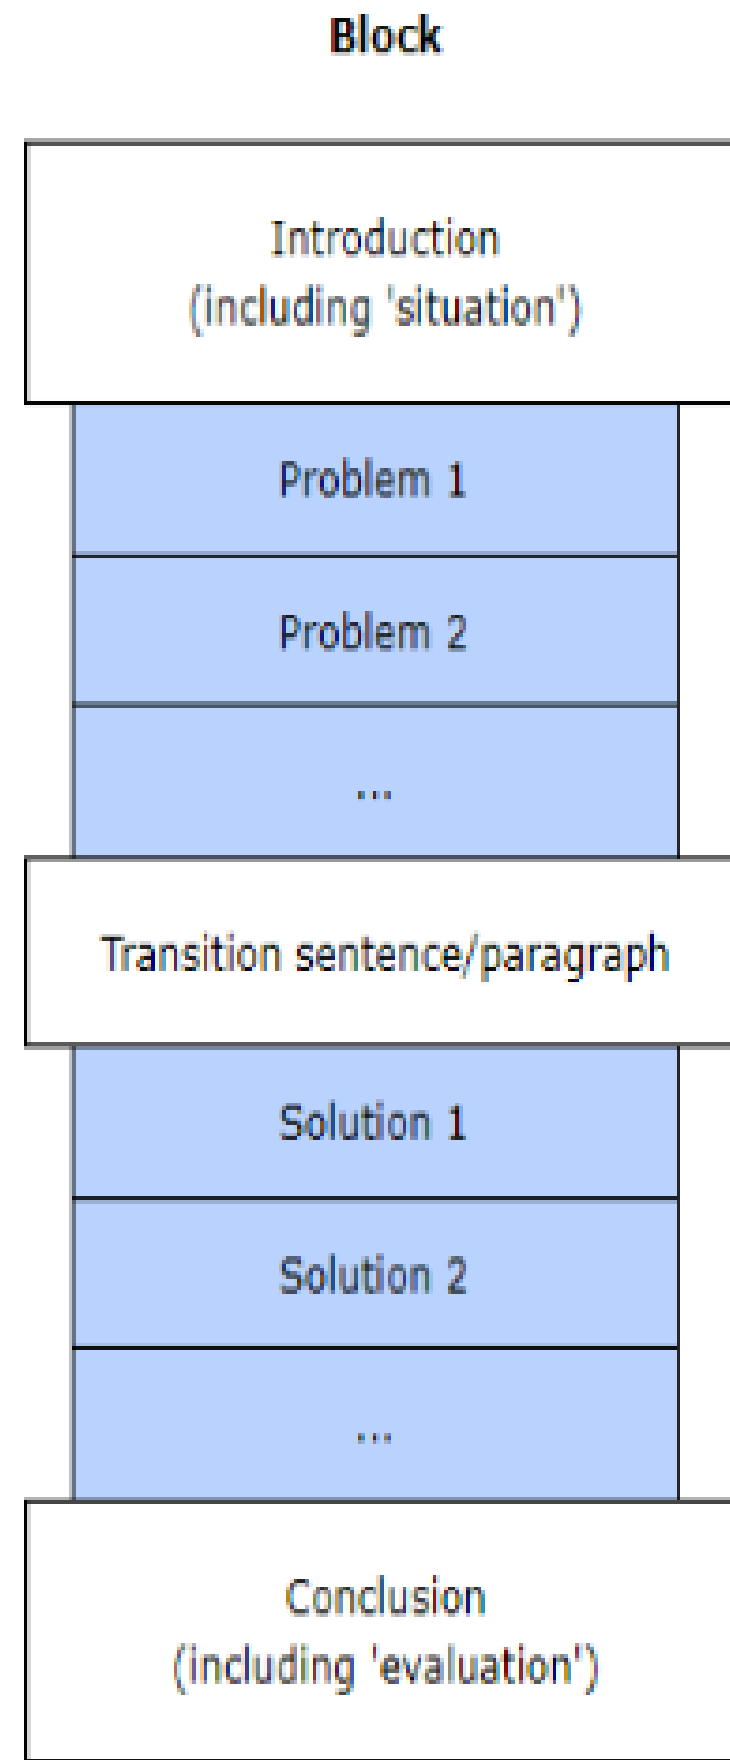 Block
Introduction
(including 'situation')
Problem 1
Problem 2
...
Transition sentence/paragraph
Solution 1
Solution 2
...
Conclusion
(including 'evaluation')